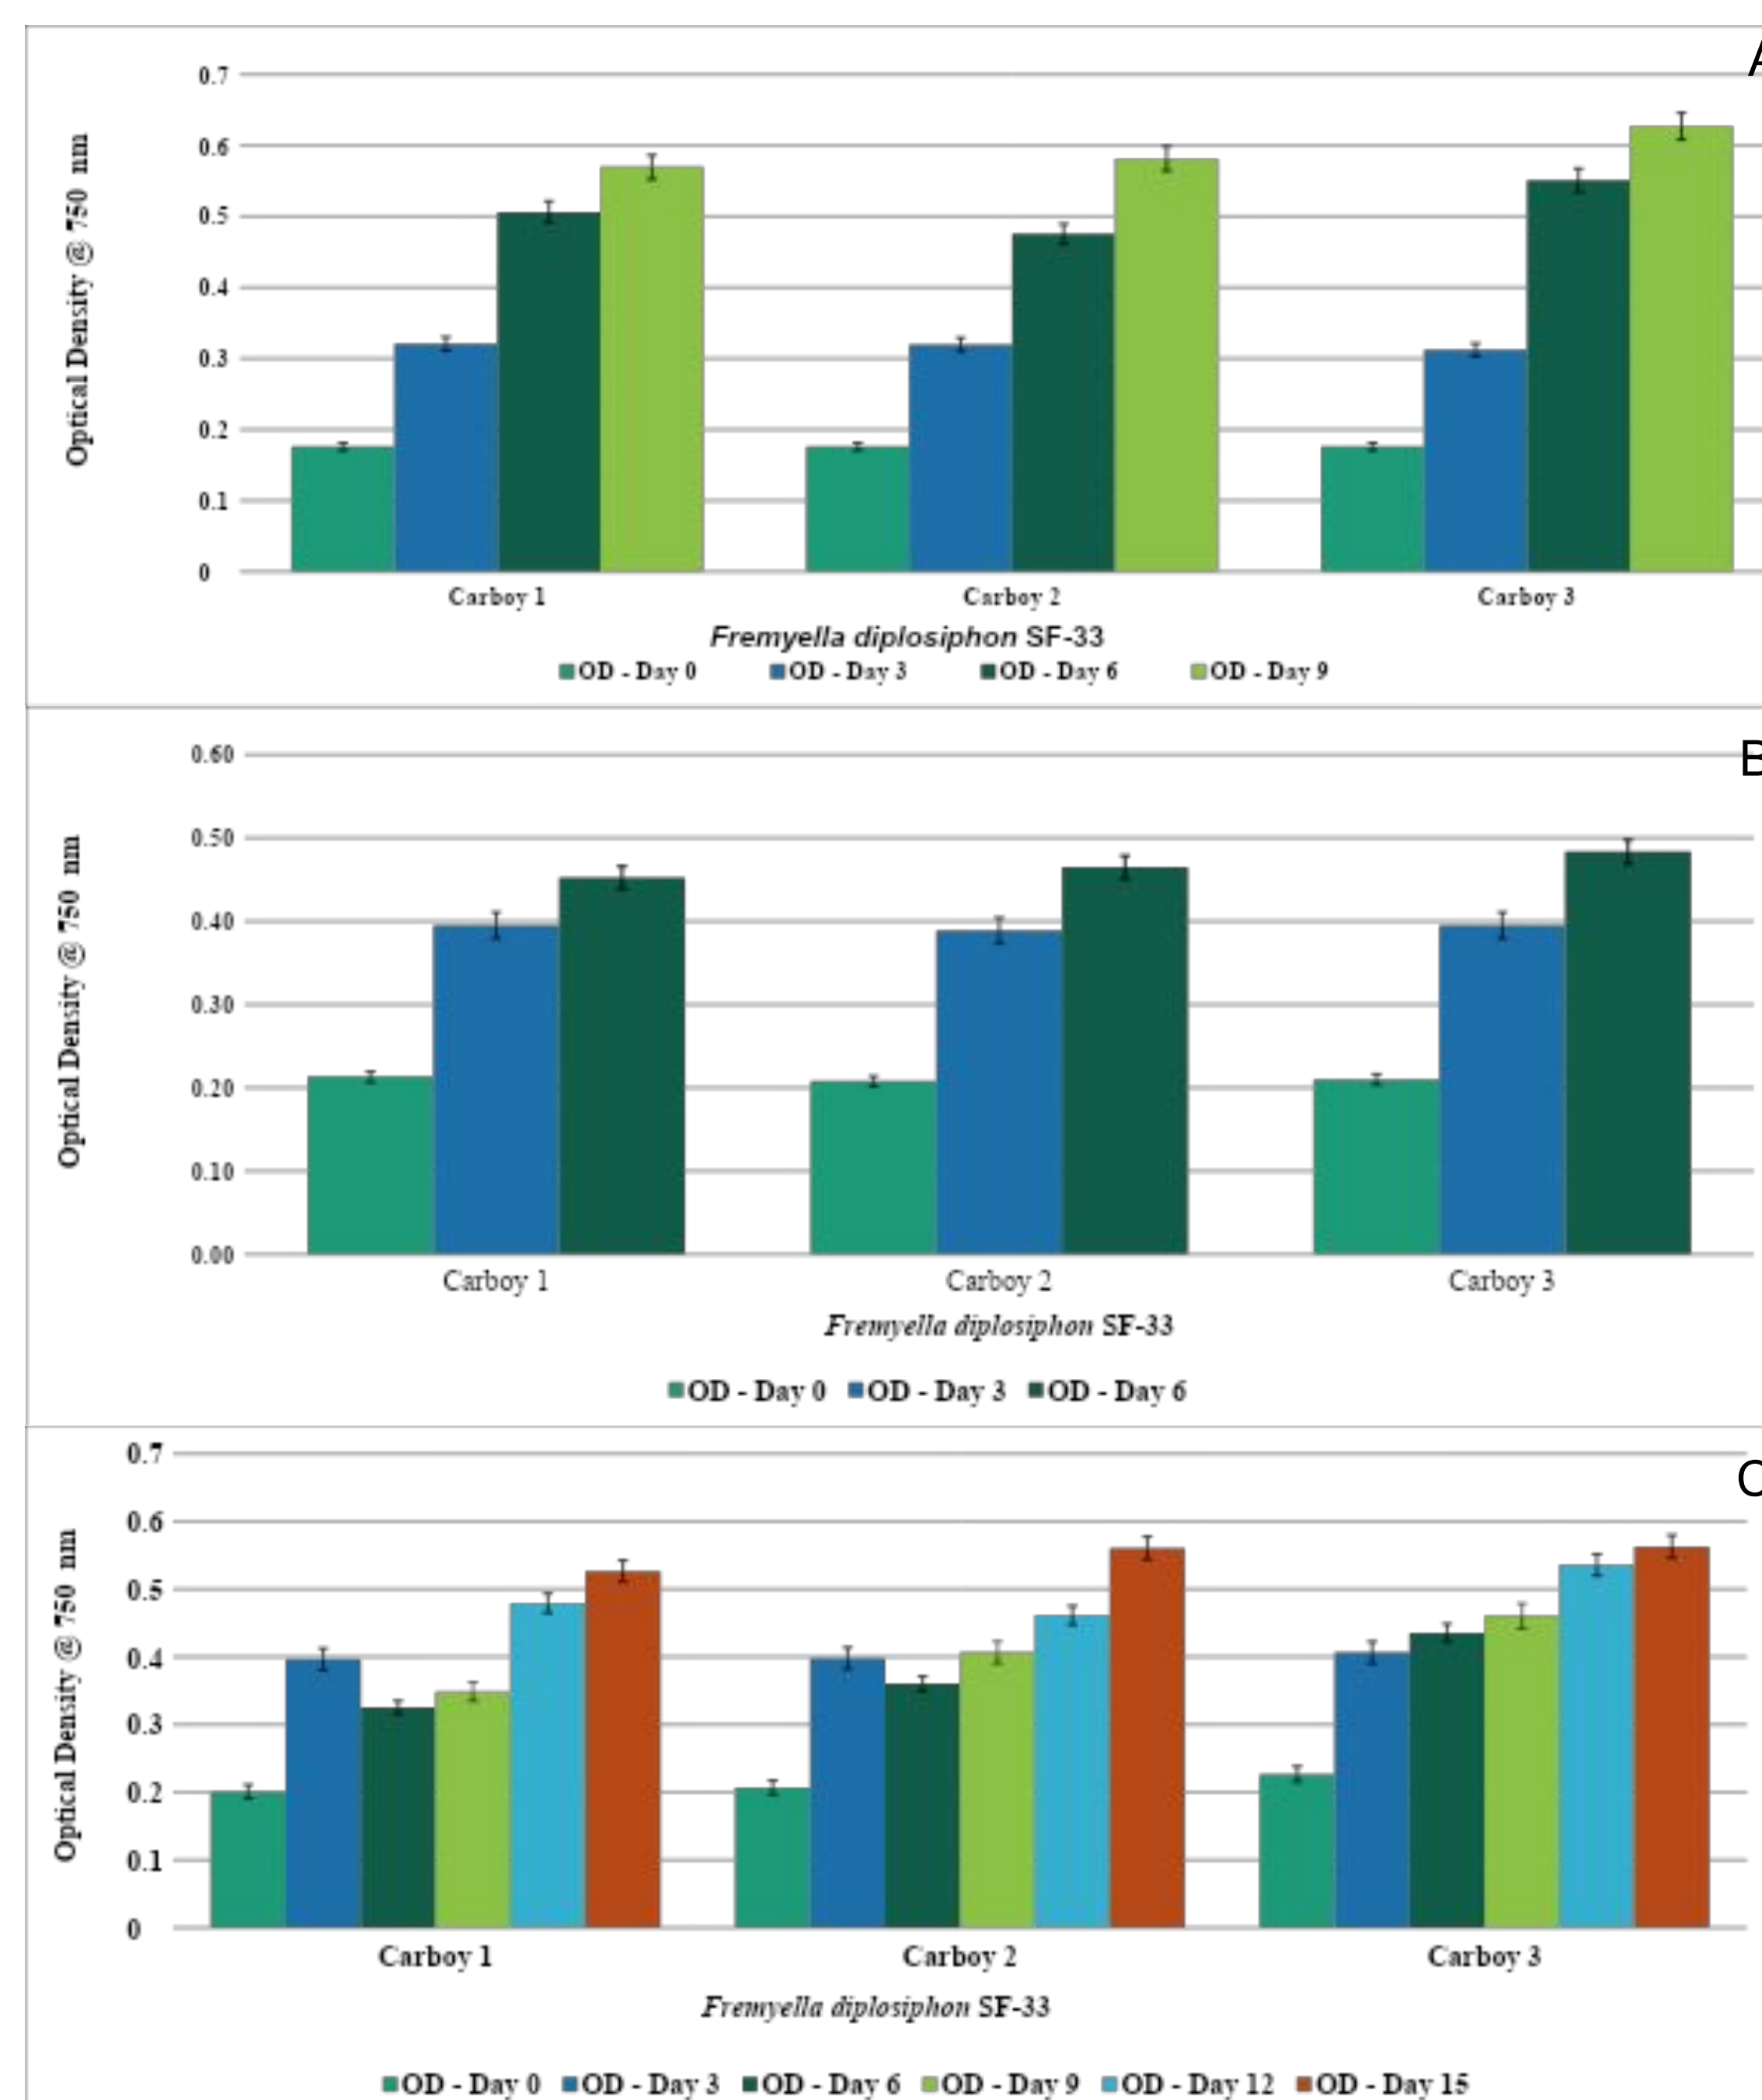 A
0.7
0.6
0.5
0.4
0.3
0.2
0.1
0
Optical Density @ 750 nm
Carboy 1 Carboy 2 Carboy 3
Fremyella diplosiphon SF-33
OD - Day 0 OD - Day 3 OD - Day 6 OD - Day 9
B
0.60
0.50
0.40
0.30
0.20
0.10
0.00
Optical Density @ 750 nm
Carboy 1 Carboy 2 Carboy 3
Fremyella diplosiphon SF-33
OD - Day 0 OD - Day 3 OD - Day 6
C
0.7
0.6
0.5
0.4
0.3
0.2
0.1
0
Optical Density @ 750 nm
Carboy 1 Carboy 2 Carboy 3
Fremyella diplosiphon SF-33
OD - Day 0 OD - Day 3 OD - Day 6 OD - Day 9 OD - Day 12 OD - Day 15